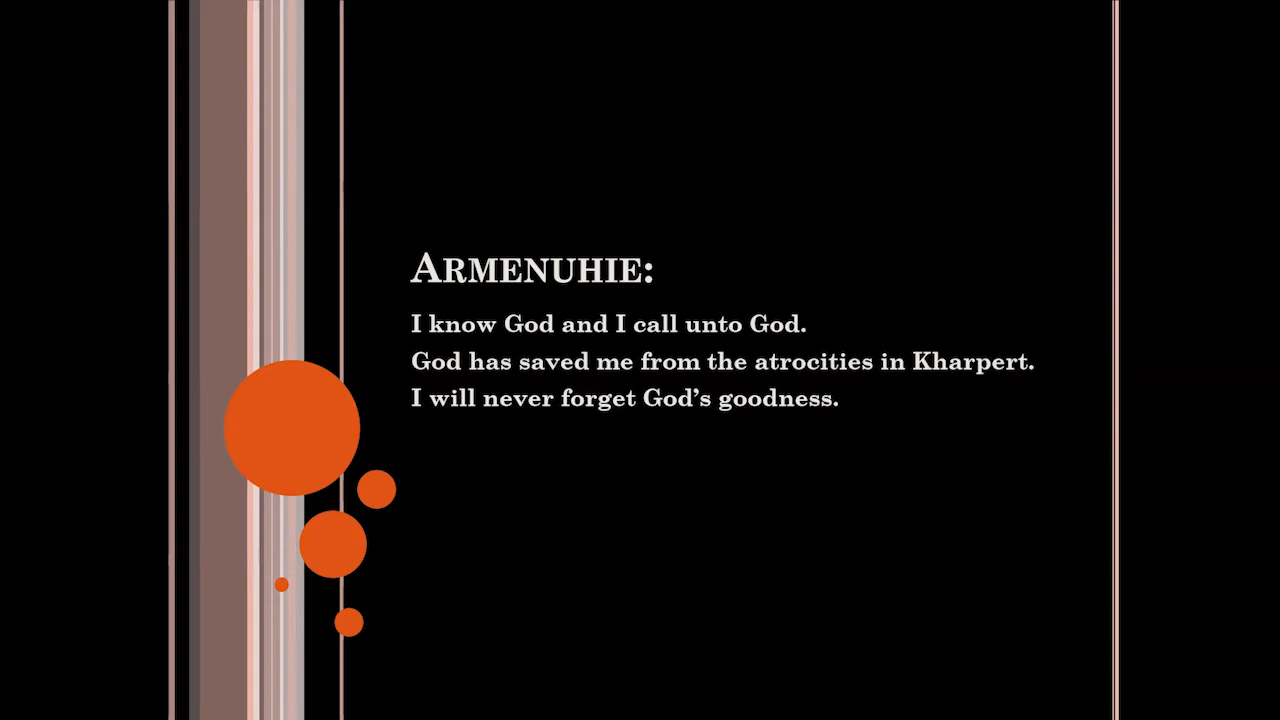 ARMENUHIE:
I know God and I call unto God.
God has saved me from the atrocities in Kharpert.
I will never forget God’s goodness.